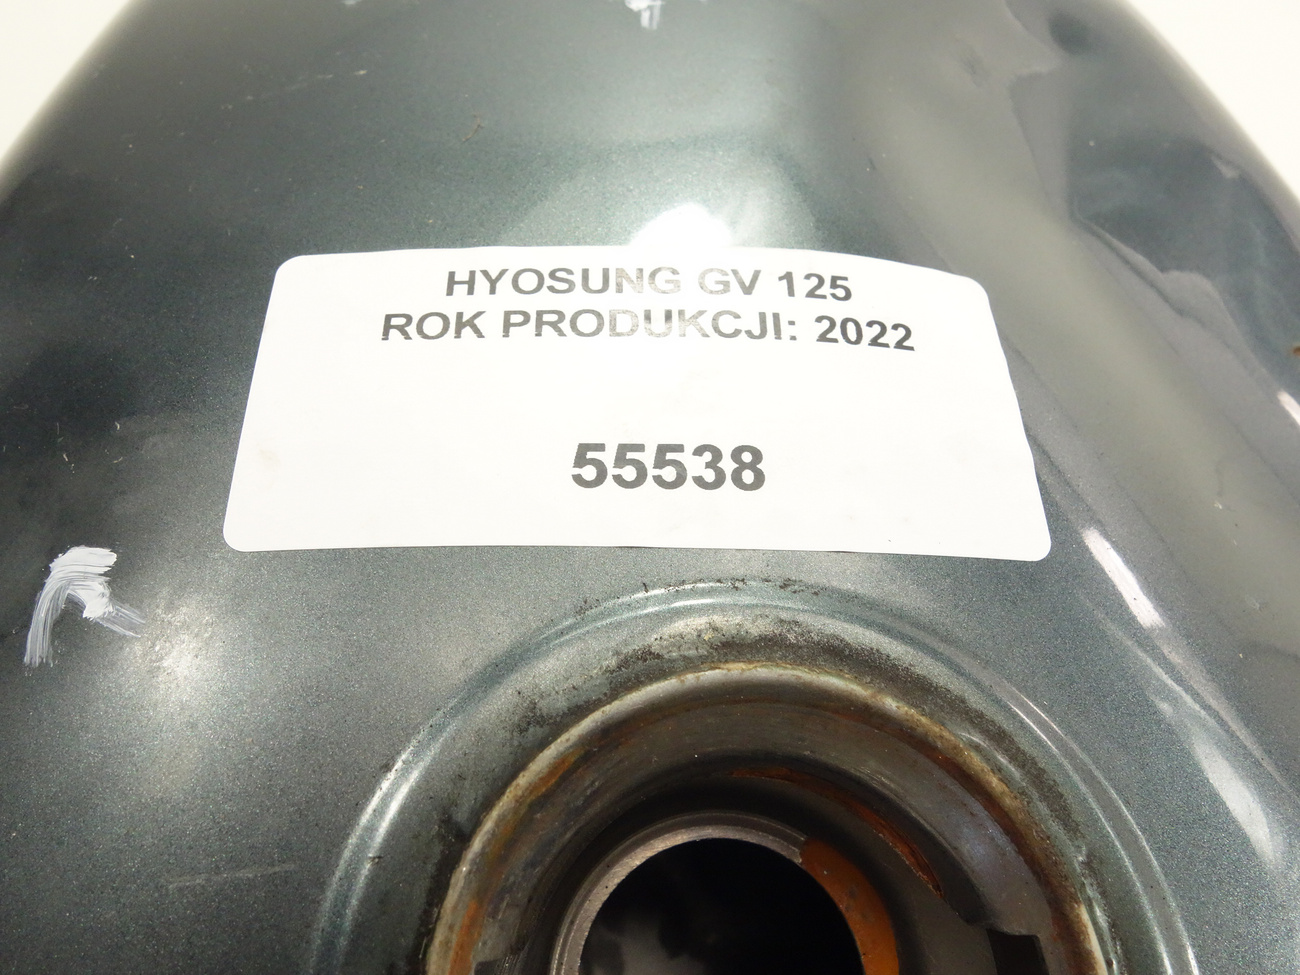 HYOSUNG GV 125
ROK PRODUKCJI: 2022
55538